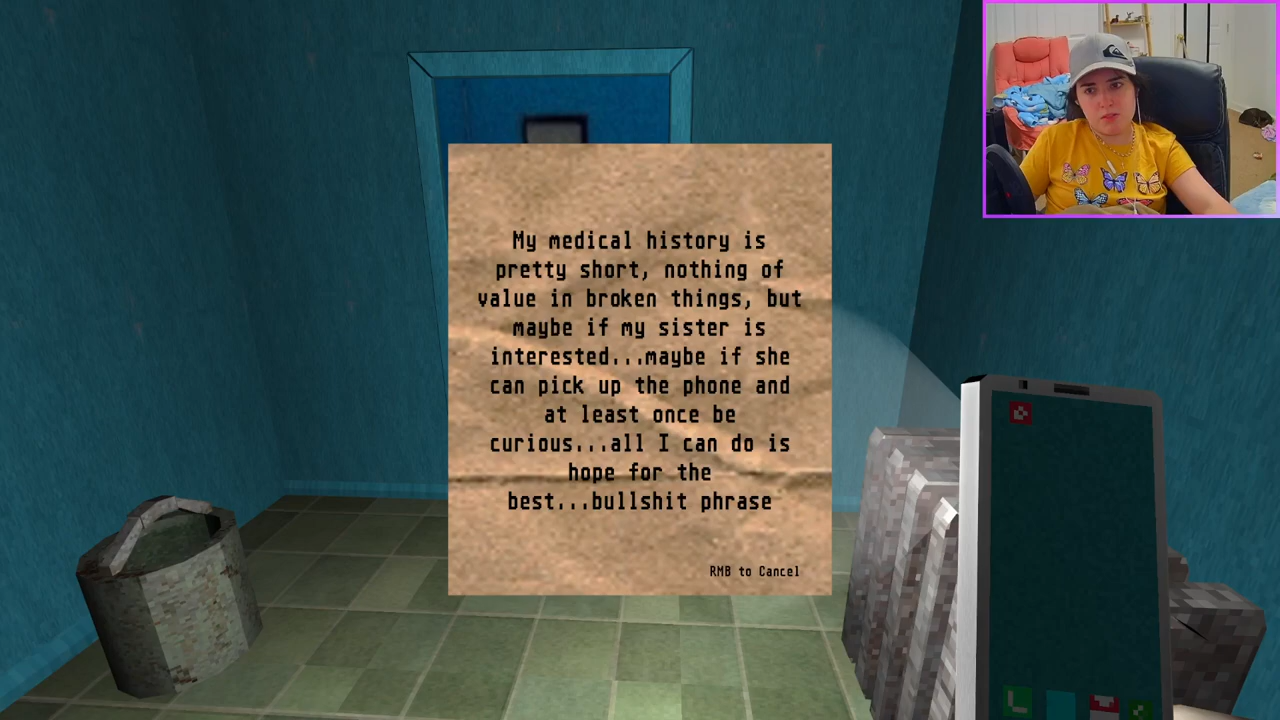 My medical history is
pretty short, nothing of
value in broken things, but
maybe if my sister is
interested...maybe if she
can pick up the phone and
at least once be
curious...all I can do is
hope for the
best...bullshit phrase
RMB to Cancel